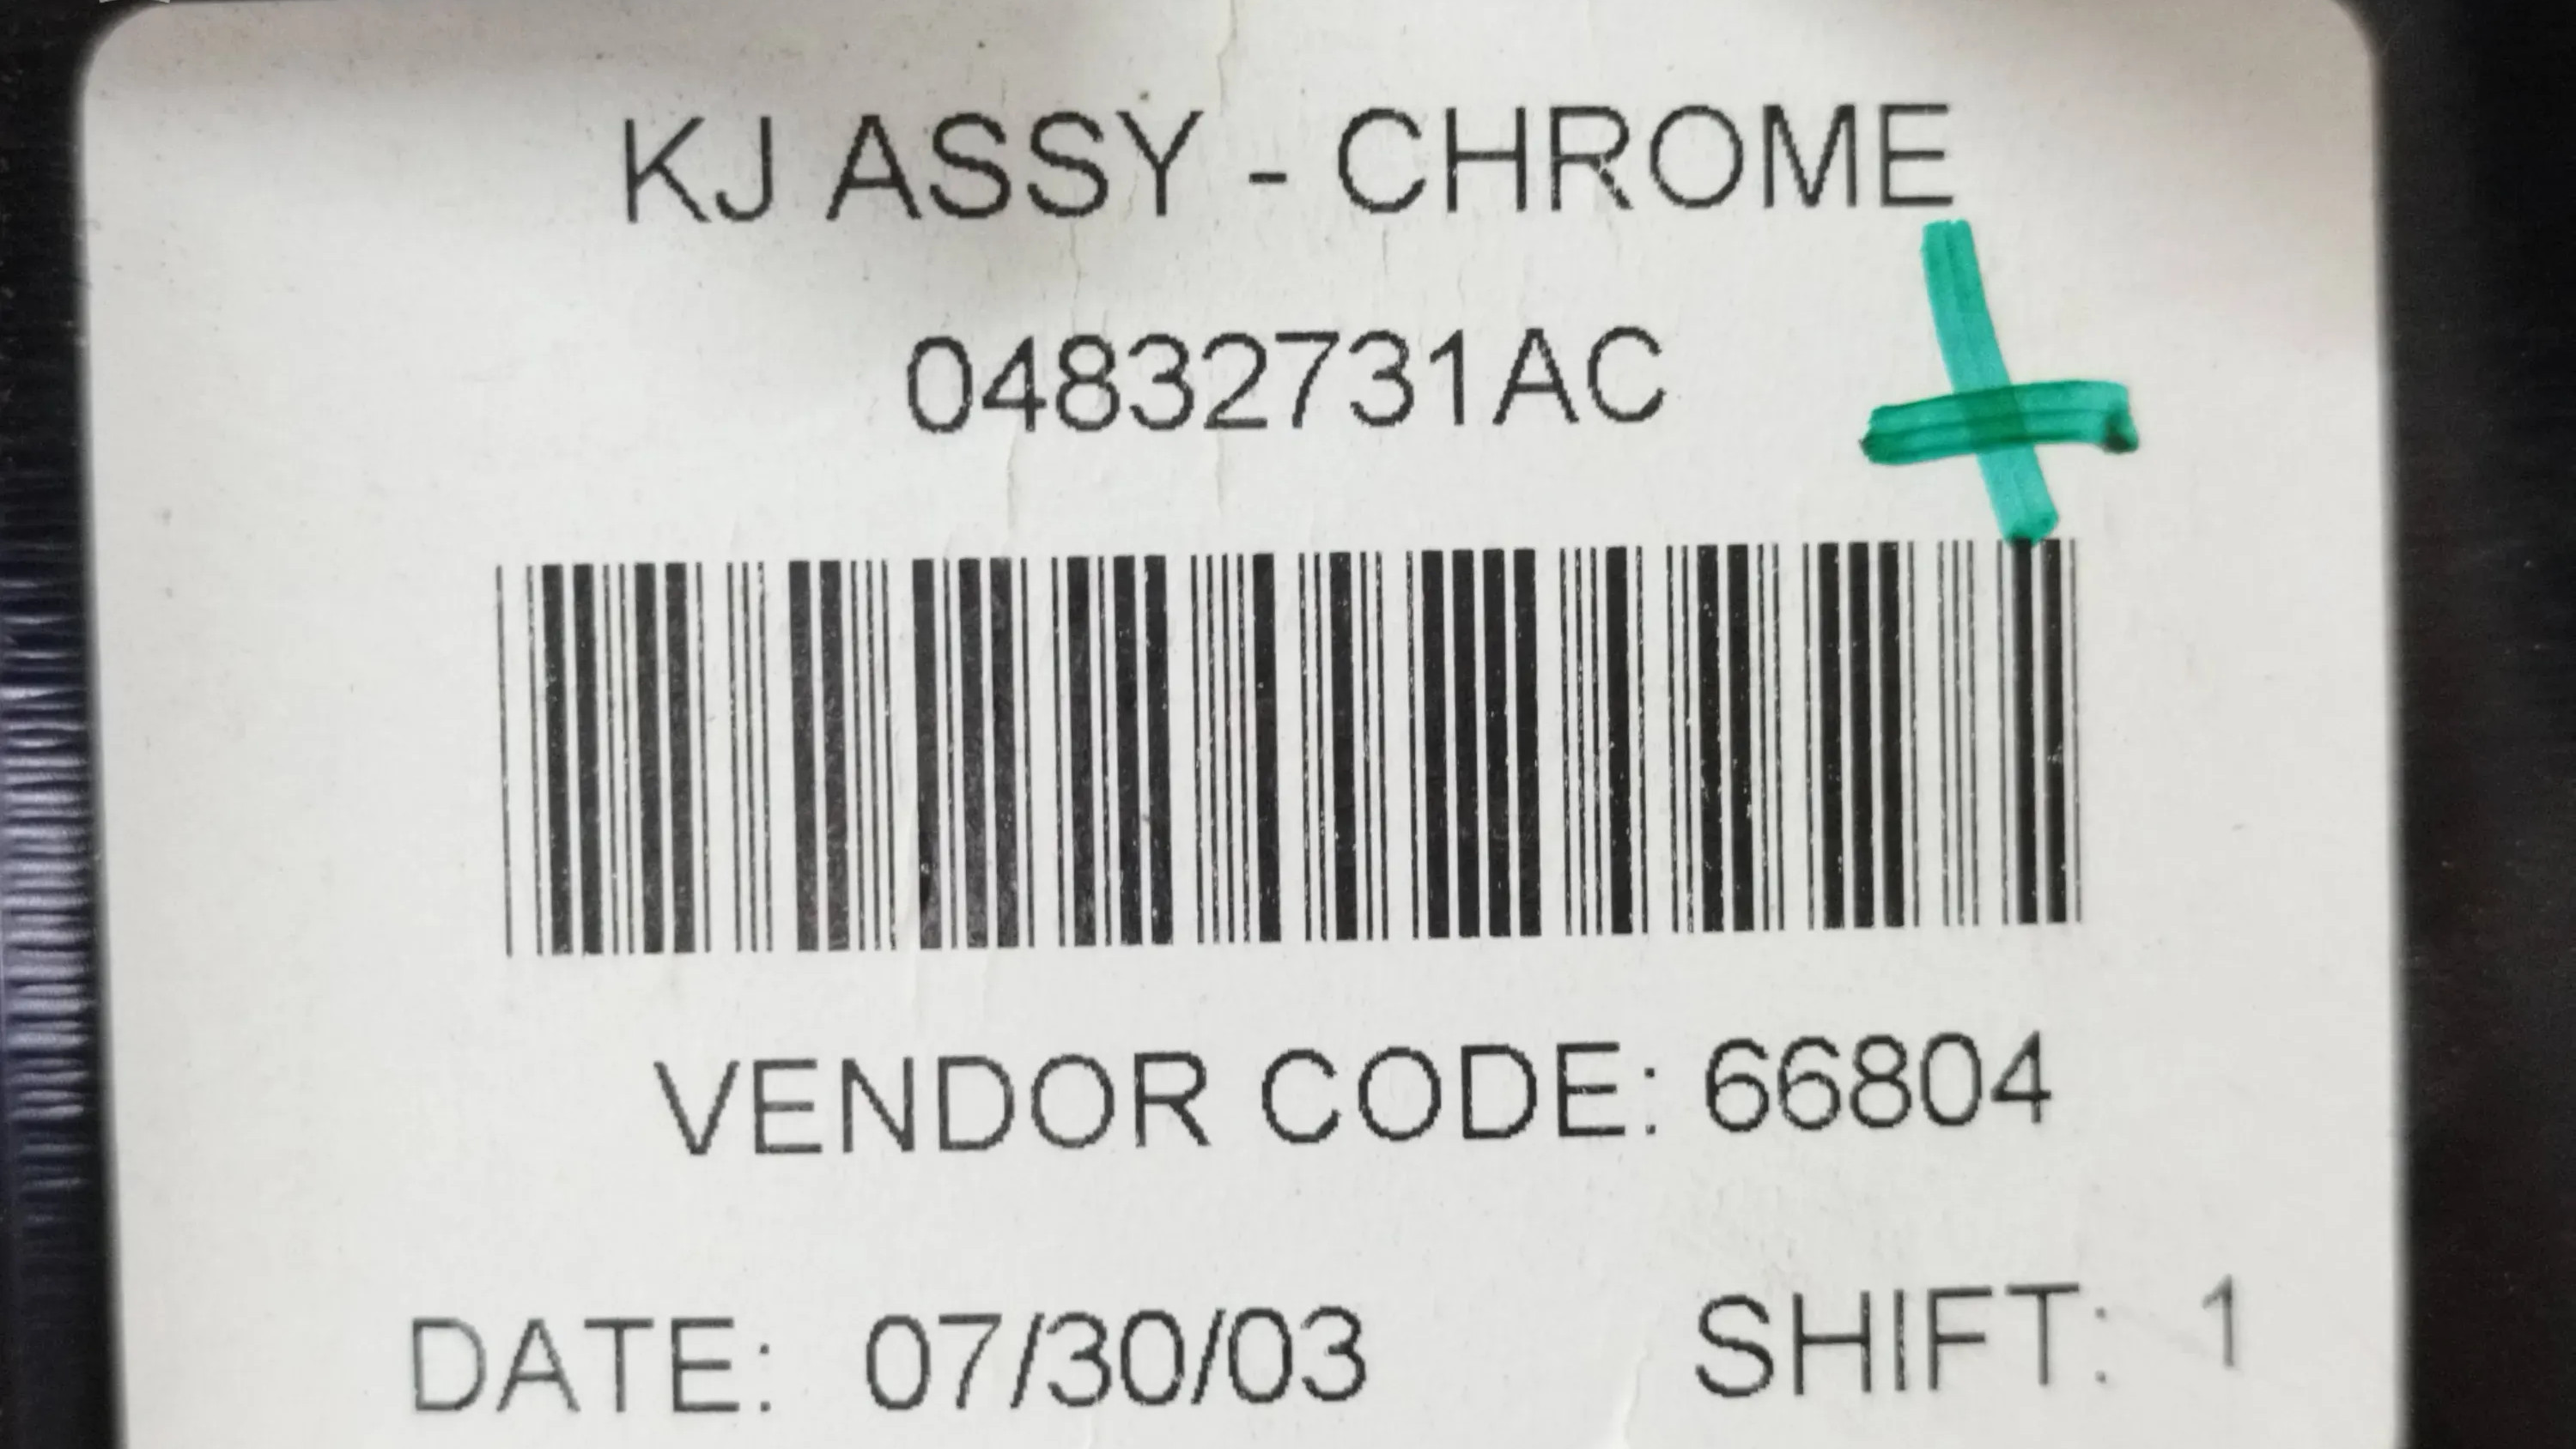 KJ ASSY - CHROME
04832731AC
VENDOR CODE: 66804
DATE: 07/30/03 SHIFT: 1